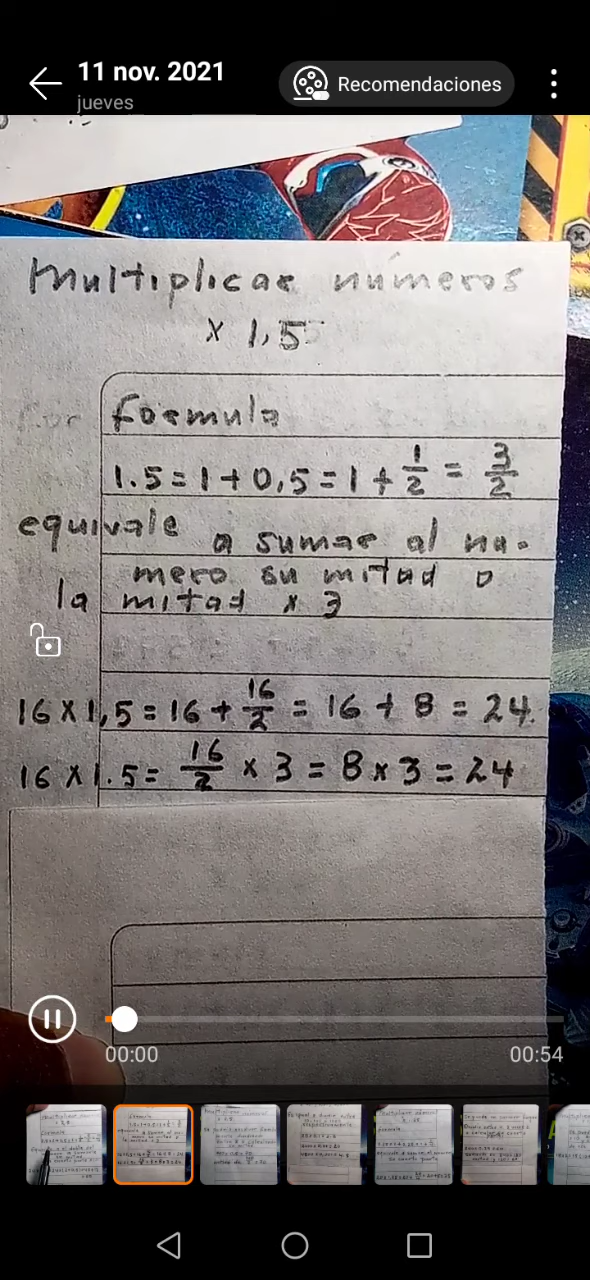 11 nov. 2021
jueves
Recomendaciones
Multiplicar números
x 1,5
formula
1.5 = 1 + 0,5 = 1 + 1/2 = 3/2
equivale a sumar al nu-
mero su mitad o
la mitad x 3
16 x 1,5 = 16 + 16/2 = 16 + 8 = 24.
16 x 1.5 = 16/2 x 3 = 8 x 3 = 24
00:00
00:54